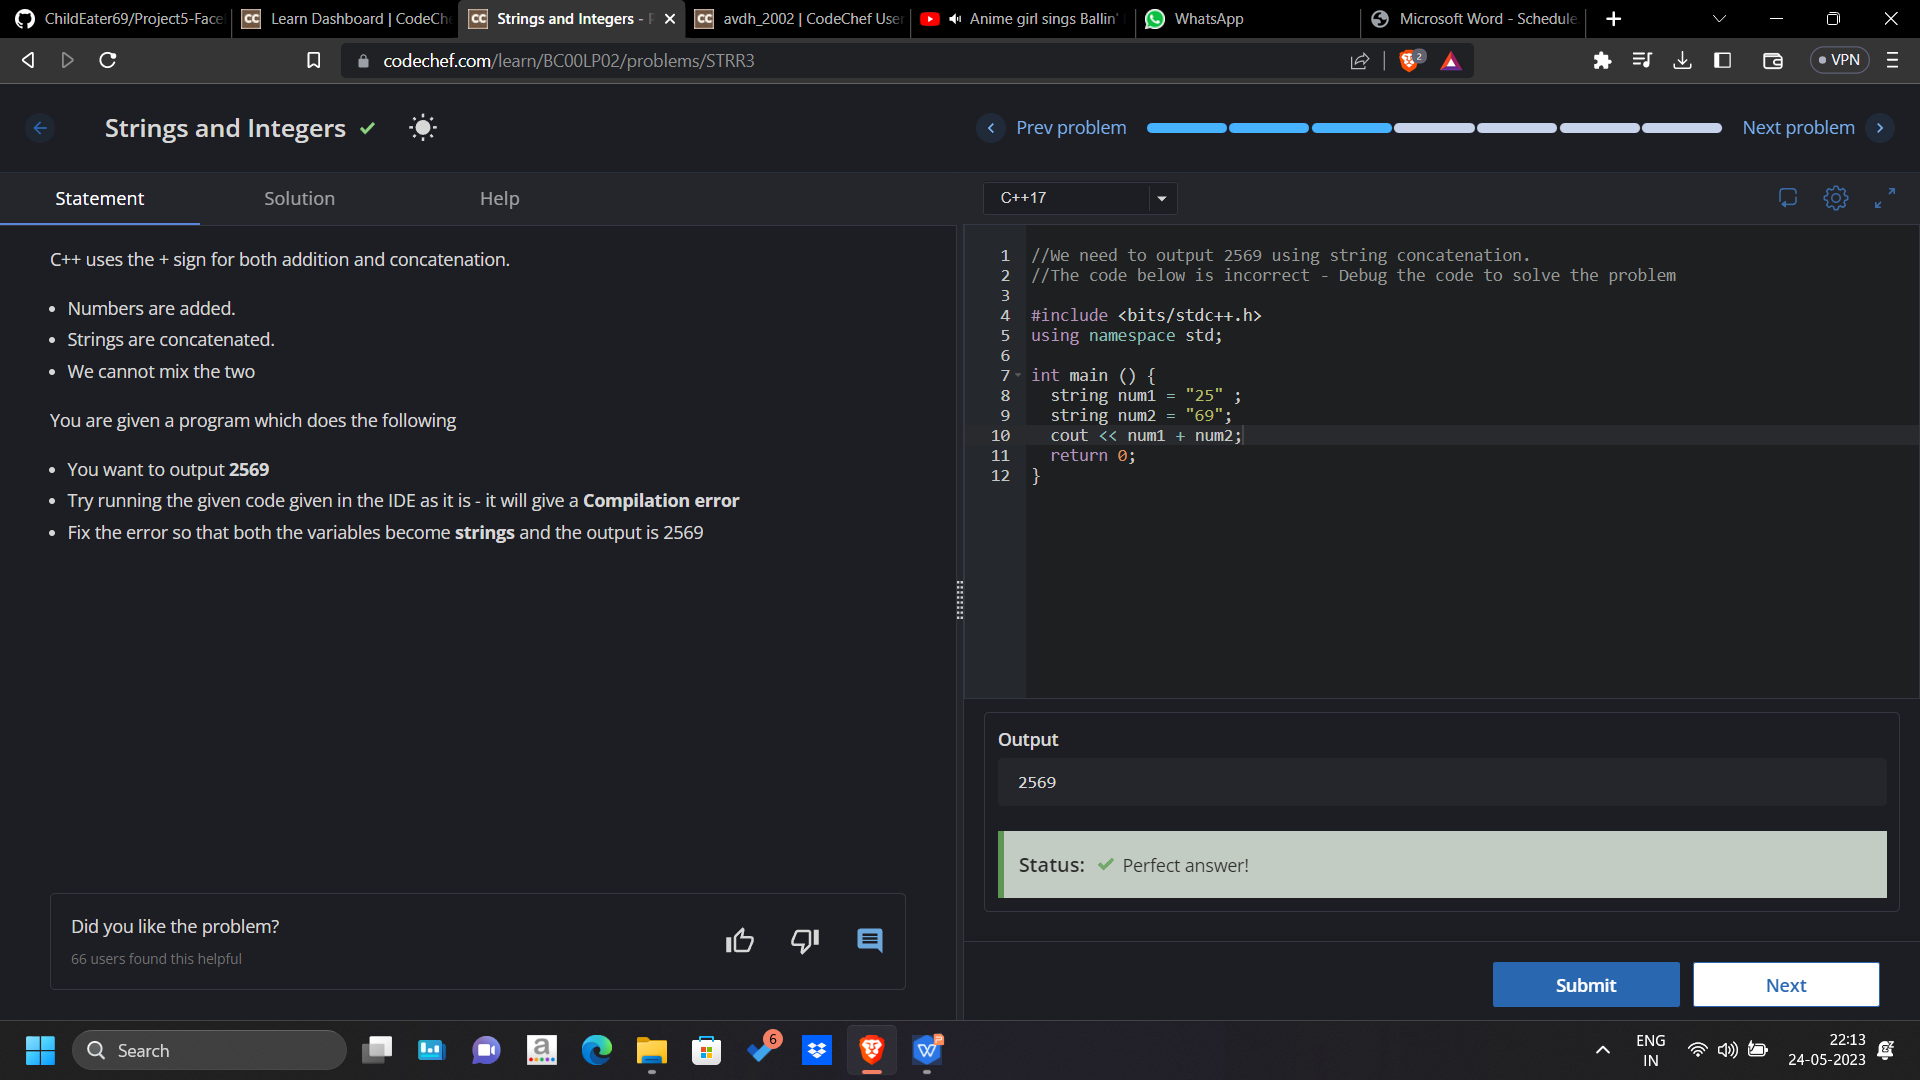 ChildEater69/Project5-Face
Learn Dashboard | CodeChe
Strings and Integers - P
avdh_2002 | CodeChef User
Anime girl sings Ballin'
WhatsApp
Microsoft Word - Schedule.
codechef.com/learn/BC00LP02/problems/STRR3
2
VPN
Strings and Integers
Prev problem
Next problem
Statement
Solution
Help
C++ uses the + sign for both addition and concatenation.
• Numbers are added.
• Strings are concatenated.
• We cannot mix the two
You are given a program which does the following
• You want to output 2569
• Try running the given code given in the IDE as it is - it will give a Compilation error
• Fix the error so that both the variables become strings and the output is 2569
Did you like the problem?
66 users found this helpful
C++17
1 //We need to output 2569 using string concatenation.
2 //The code below is incorrect - Debug the code to solve the problem
3
4 #include <bits/stdc++.h>
5 using namespace std;
6
7 int main () {
8 string num1 = "25" ;
9 string num2 = "69";
10 cout << num1 + num2;
11 return 0;
12 }
Output
2569
Status: Perfect answer!
Submit
Next
Search
6
ENG
IN
22:13
24-05-2023